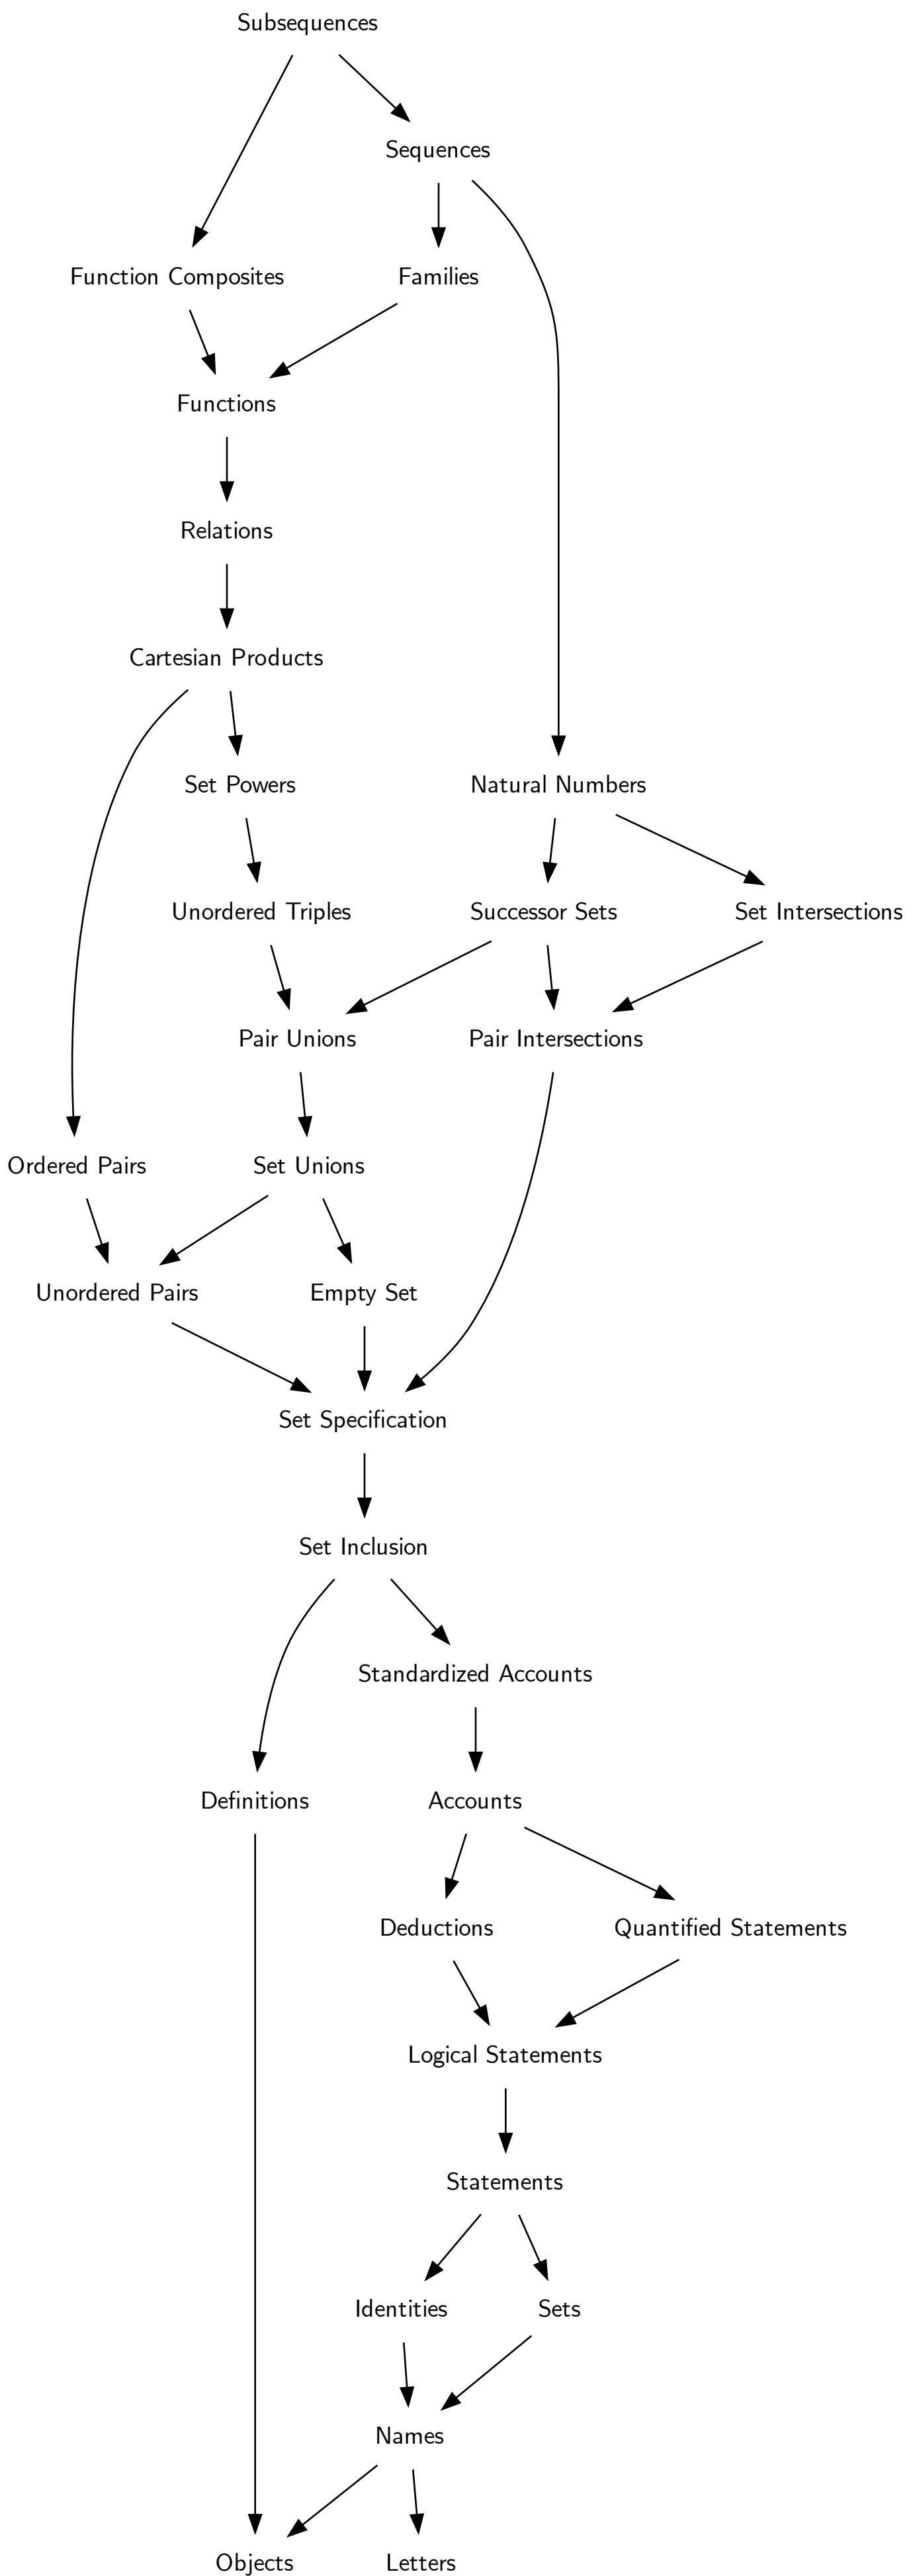 Subsequences
Sequences
Function Composites
Families
Functions
Relations
Cartesian Products
Set Powers
Natural Numbers
Unordered Triples
Successor Sets
Set Intersections
Pair Unions
Pair Intersections
Ordered Pairs
Set Unions
Unordered Pairs
Empty Set
Set Specification
Set Inclusion
Standardized Accounts
Definitions
Accounts
Deductions
Quantified Statements
Logical Statements
Statements
Identities
Sets
Names
Objects
Letters